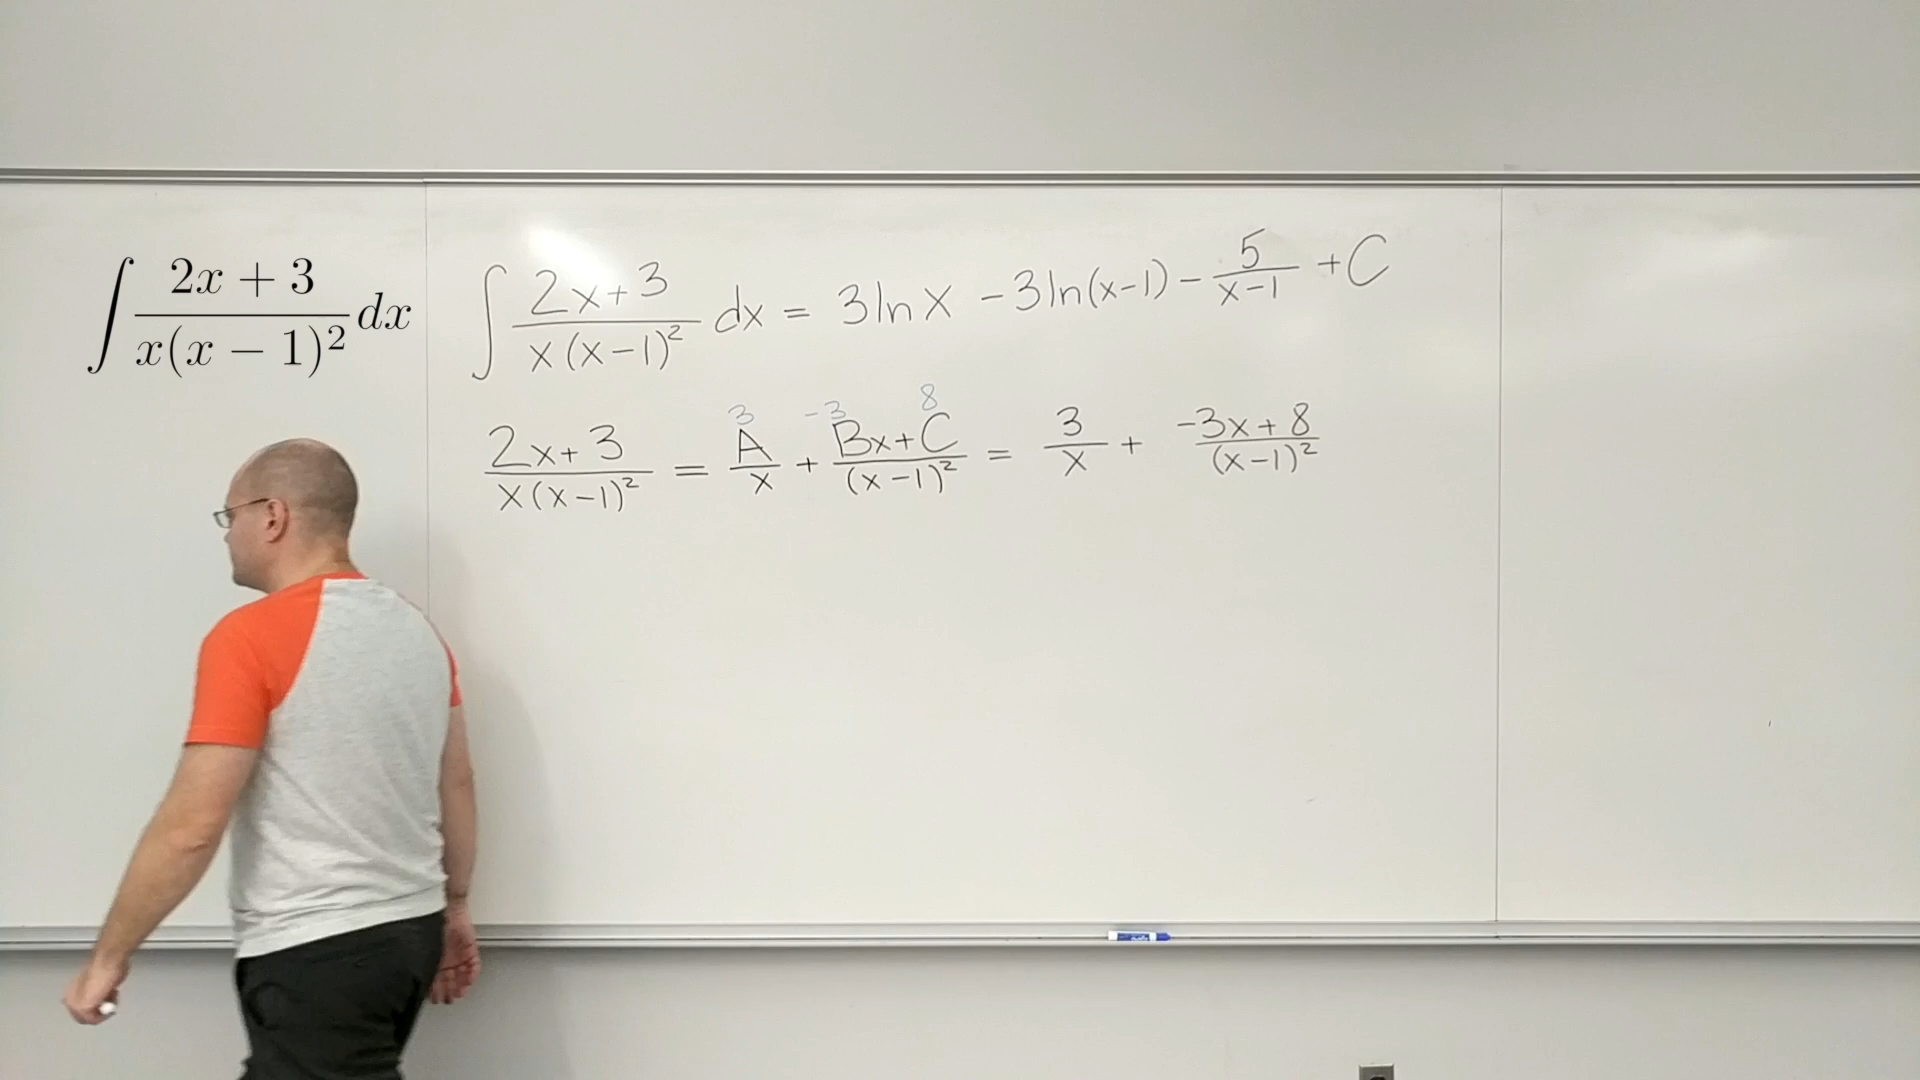 ∫ (2x + 3)/(x(x − 1)²) dx
∫ (2x+3)/(x(x−1)²) dx = 3lnx − 3ln(x−1) − 5/(x−1) + C
3 −3 8
(2x+3)/(x(x−1)²) = A/x + (Bx+C)/(x−1)² = 3/x + (−3x+8)/(x−1)²